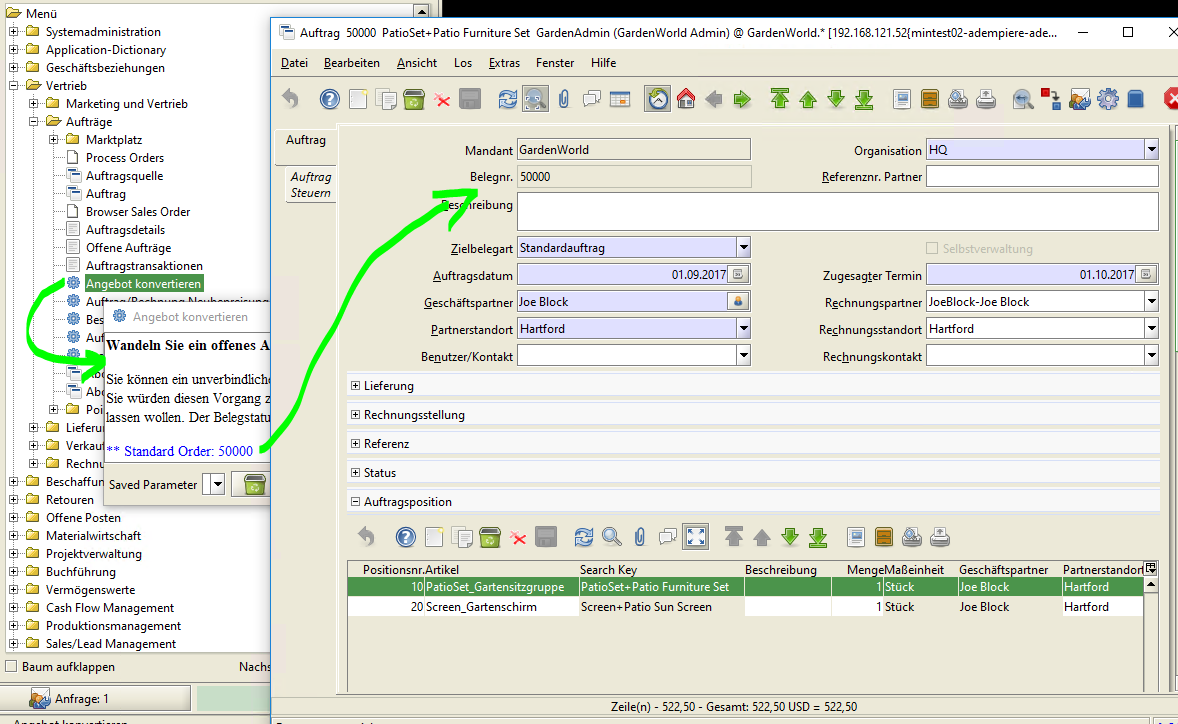 Menü
Systemadministration
Application-Dictionary
Geschäftsbeziehungen
Vertrieb
Marketing und Vertrieb
Aufträge
Marktplatz
Process Orders
Auftragsquelle
Auftrag
Browser Sales Order
Auftragsdetails
Offene Aufträge
Auftragstransaktionen
Angebot konvertieren
Auftrag/Rechnung Neubepreisung
Bes
Auf
Abo
Abo
Poi
Lieferu
Verkau
Rechnu
Beschaffun
Retouren
Offene Posten
Materialwirtschaft
Projektverwaltung
Buchführung
Vermögenswerte
Cash Flow Management
Produktionsmanagement
Sales/Lead Management
Baum aufklappen
Nachs
Anfrage: 1
Angebot konvertieren
Angebot konvertieren
Wandeln Sie ein offenes A
Sie können ein unverbindliche
Sie würden diesen Vorgang z
lassen wollen. Der Belegstatu
** Standard Order: 50000
Saved Parameter
Auftrag 50000 PatioSet+Patio Furniture Set GardenAdmin (GardenWorld Admin) @ GardenWorld.* [192.168.121.52(mintest02-adempiere-ade...
Datei Bearbeiten Ansicht Los Extras Fenster Hilfe
Auftrag
Auftrag
Steuern
Mandant GardenWorld Organisation HQ
Belegnr. 50000 Referenznr. Partner
Beschreibung
Zielbelegart Standardauftrag Selbstverwaltung
Auftragsdatum 01.09.2017 Zugesagter Termin 01.10.2017
Geschäftspartner Joe Block Rechnungspartner JoeBlock-Joe Block
Partnerstandort Hartford Rechnungsstandort Hartford
Benutzer/Kontakt Rechnungskontakt
Lieferung
Rechnungsstellung
Referenz
Status
Auftragsposition
Positionsnr. Artikel Search Key Beschreibung Menge Maßeinheit Geschäftspartner Partnerstandort
10 PatioSet_Gartensitzgruppe PatioSet+Patio Furniture Set 1 Stück Joe Block Hartford
20 Screen_Gartenschirm Screen+Patio Sun Screen 1 Stück Joe Block Hartford
Zeile(n) - 522,50 - Gesamt: 522,50 USD = 522,50